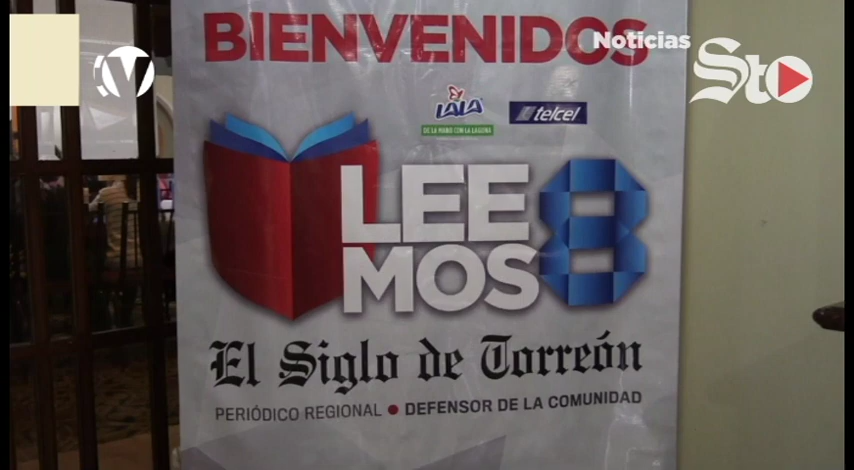 BIENVENIDOS
Noticias
Sto
V
LALA
DE LA MANO CON LA LAGUNA
telcel
LEE
MOS
8
El Siglo de Torreón
PERIÓDICO REGIONAL • DEFENSOR DE LA COMUNIDAD